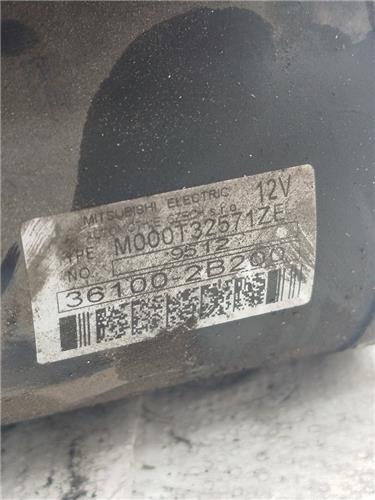 MITSUBISHI ELECTRIC
AUTOMOTIVE CZECH s.r.o. 12V
TYPE M000T32571ZE
NO. 9512
36100-2B200